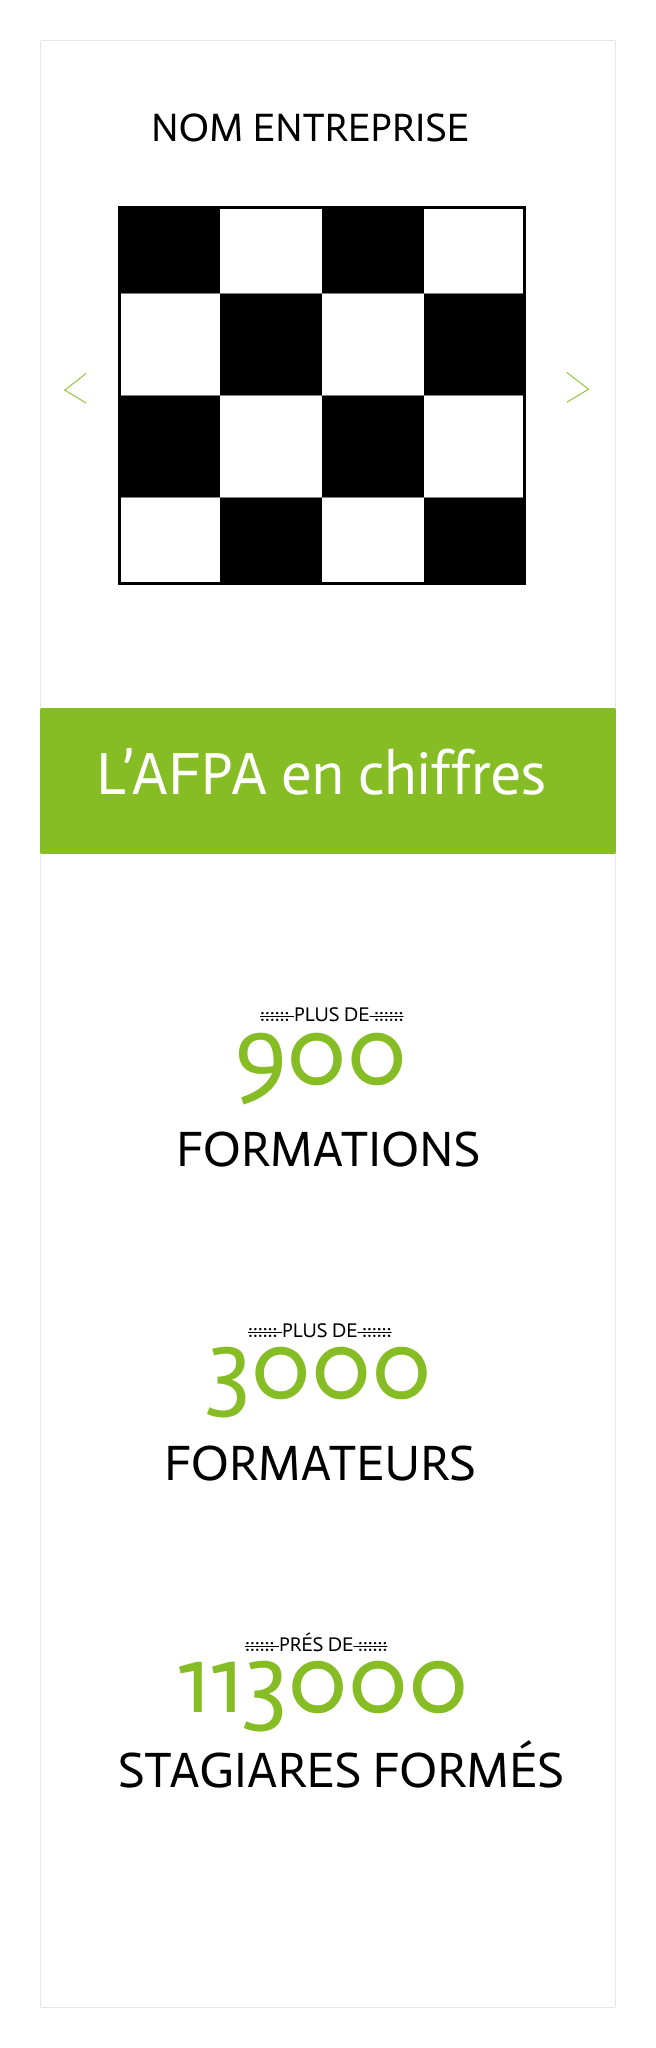 NOM ENTREPRISE
L’AFPA en chiffres
PLUS DE
900
FORMATIONS
PLUS DE
3000
FORMATEURS
PRÉS DE
113000
STAGIARES FORMÉS